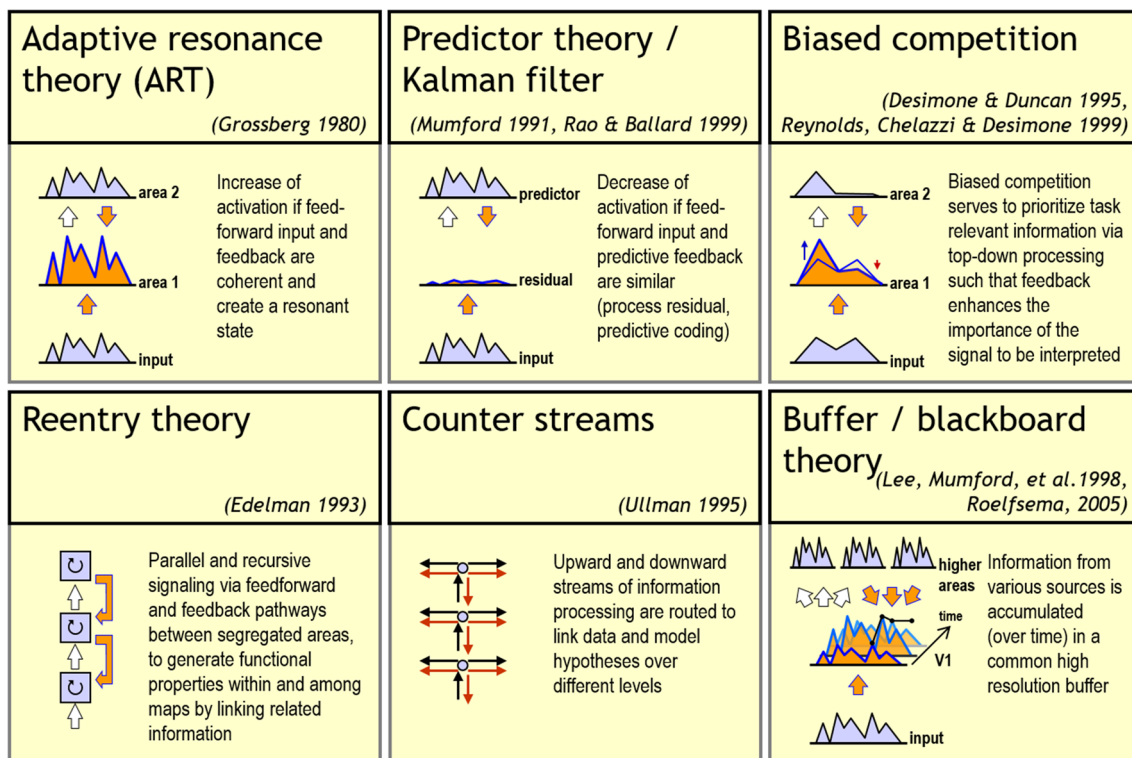 Adaptive resonance
theory (ART)
(Grossberg 1980)
area 2
area 1
input
Increase of
activation if feed-
forward input and
feedback are
coherent and
create a resonant
state
Predictor theory /
Kalman filter
(Mumford 1991, Rao & Ballard 1999)
predictor
residual
input
Decrease of
activation if feed-
forward input and
predictive feedback
are similar
(process residual,
predictive coding)
Biased competition
(Desimone & Duncan 1995,
Reynolds, Chelazzi & Desimone 1999)
area 2
area 1
input
Biased competition
serves to prioritize task
relevant information via
top-down processing
such that feedback
enhances the
importance of the
signal to be interpreted
Reentry theory
(Edelman 1993)
Parallel and recursive
signaling via feedforward
and feedback pathways
between segregated areas,
to generate functional
properties within and among
maps by linking related
information
Counter streams
(Ullman 1995)
Upward and downward
streams of information
processing are routed to
link data and model
hypotheses over
different levels
Buffer / blackboard
theory
(Lee, Mumford, et al.1998,
Roelfsema, 2005)
higher
areas
time
V1
input
Information from
various sources is
accumulated
(over time) in a
common high
resolution buffer